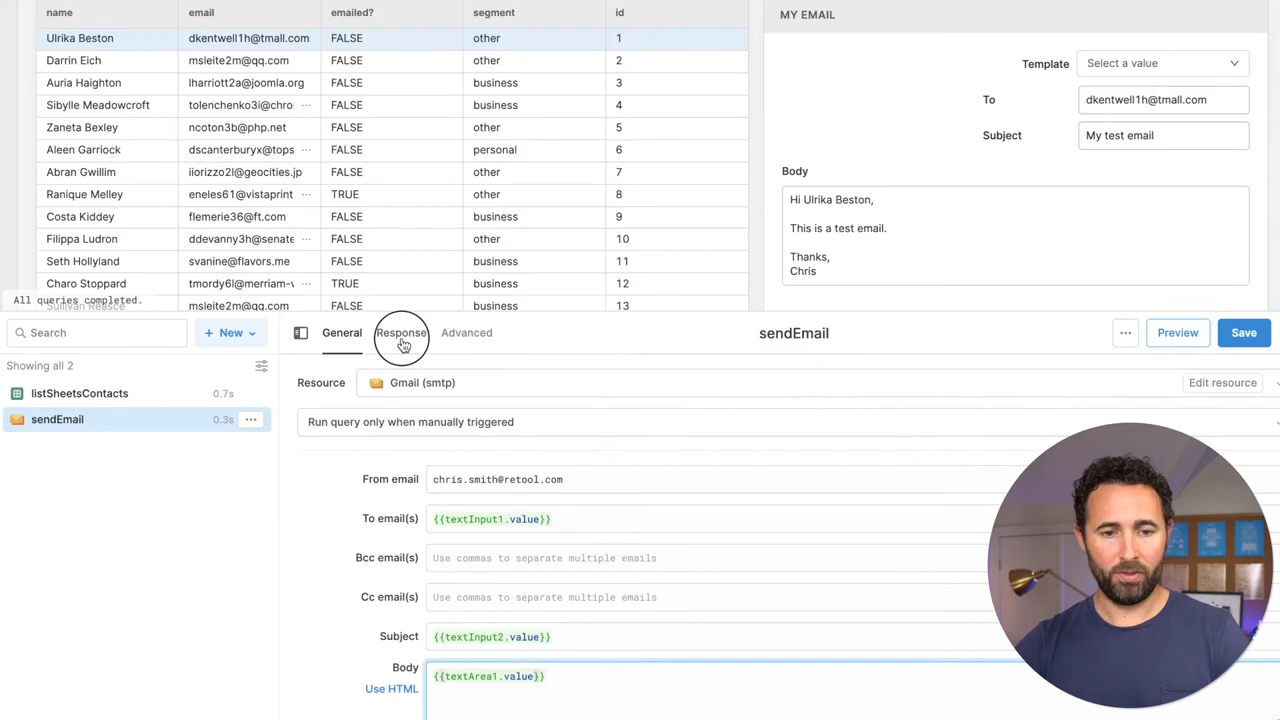 name email emailed? segment id
Ulrika Beston dkentwell1h@tmall.com FALSE other 1
Darrin Eich msleite2m@qq.com FALSE other 2
Auria Haighton lharriott2a@joomla.org FALSE business 3
Sibylle Meadowcroft tolenchenko3i@chro ··· FALSE business 4
Zaneta Bexley ncoton3b@php.net FALSE other 5
Aleen Garriock dscanterburyx@tops ··· FALSE personal 6
Abran Gwillim iiorizzo2l@geocities.jp FALSE other 7
Ranique Melley eneles61@vistaprint ··· TRUE other 8
Costa Kiddey flemerie36@ft.com FALSE business 9
Filippa Ludron ddevanny3h@senate ··· FALSE other 10
Seth Hollyland svanine@flavors.me FALSE business 11
Charo Stoppard tmordy6l@merriam-v ··· TRUE business 12
Sullivan Reasce msleite2m@qq.com FALSE business 13
All queries completed.
MY EMAIL
Template Select a value
To dkentwell1h@tmall.com
Subject My test email
Body
Hi Ulrika Beston,
This is a test email.
Thanks,
Chris
Search + New
Showing all 2
listSheetsContacts 0.7s
sendEmail 0.3s ···
General Response Advanced sendEmail ··· Preview Save
Resource Gmail (smtp) Edit resource
Run query only when manually triggered
From email chris.smith@retool.com
To email(s) {{textInput1.value}}
Bcc email(s) Use commas to separate multiple emails
Cc email(s) Use commas to separate multiple emails
Subject {{textInput2.value}}
Body {{textArea1.value}}
Use HTML